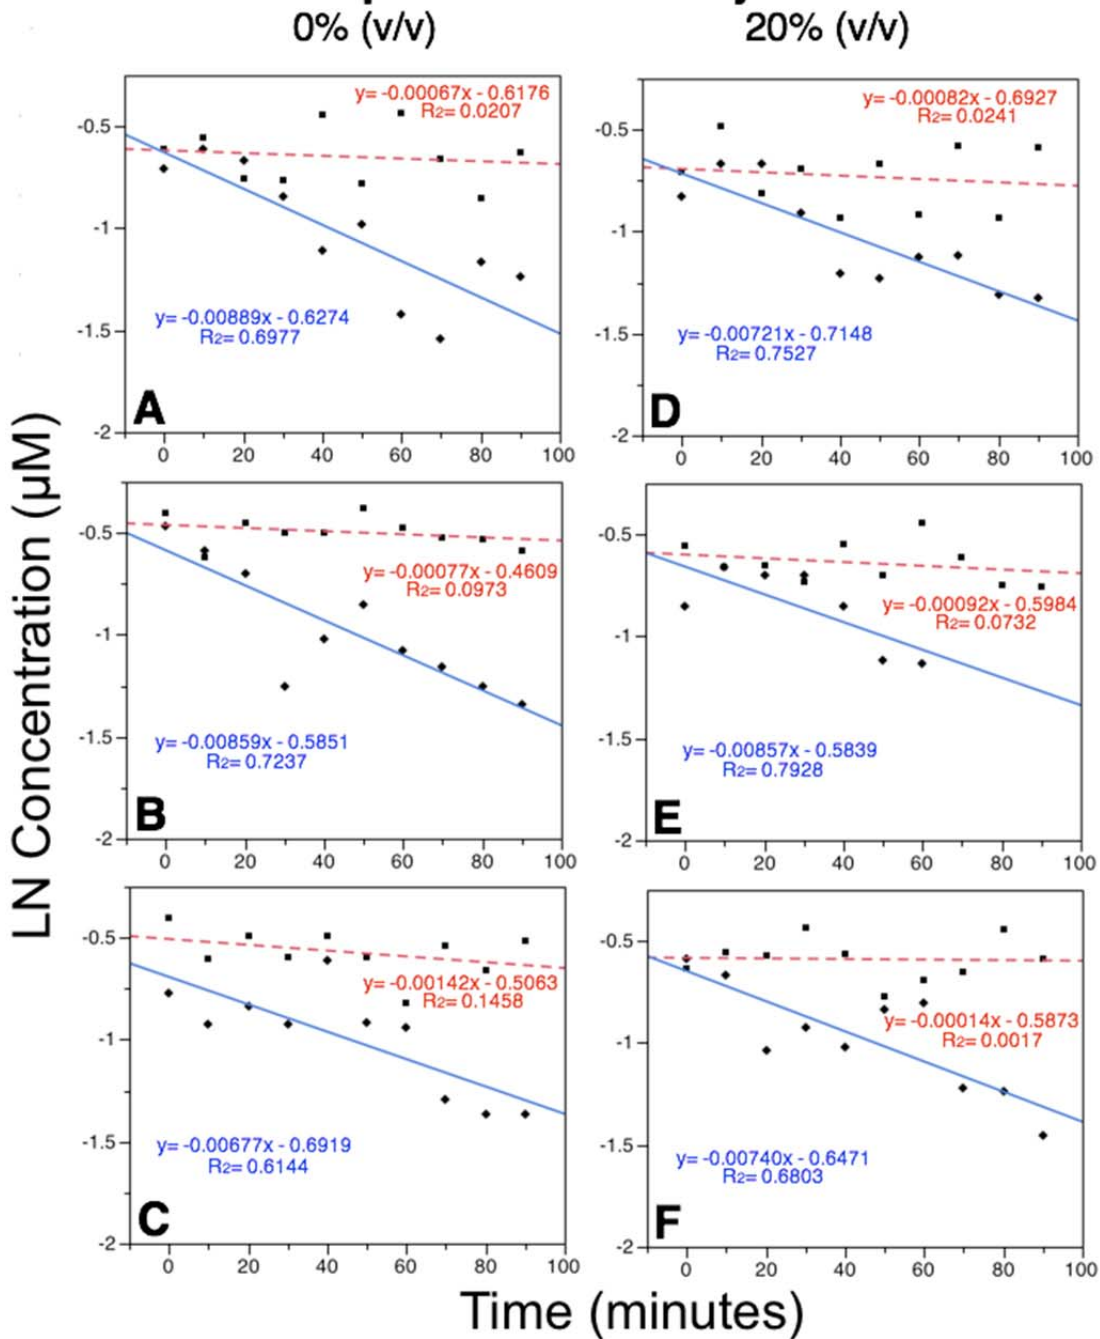 0% (v/v)
20% (v/v)
LN Concentration (µM)
y= -0.00067x - 0.6176
R2= 0.0207
-0.5
-1
y= -0.00889x - 0.6274
R2= 0.6977
-1.5
A
-2
0 20 40 60 80 100
y= -0.00082x - 0.6927
R2= 0.0241
-0.5
-1
y= -0.00721x - 0.7148
R2= 0.7527
-1.5
D
-2
0 20 40 60 80 100
-0.5
y= -0.00077x - 0.4609
R2= 0.0973
-1
-1.5
y= -0.00859x - 0.5851
R2= 0.7237
B
-2
0 20 40 60 80 100
-0.5
y= -0.00092x - 0.5984
R2= 0.0732
-1
-1.5
y= -0.00857x - 0.5839
R2= 0.7928
E
-2
0 20 40 60 80 100
-0.5
y= -0.00142x - 0.5063
R2= 0.1458
-1
-1.5
y= -0.00677x - 0.6919
R2= 0.6144
C
-2
0 20 40 60 80 100
-0.5
y= -0.00014x - 0.5873
R2= 0.0017
-1
-1.5
y= -0.00740x - 0.6471
R2= 0.6803
F
-2
0 20 40 60 80 100
Time (minutes)